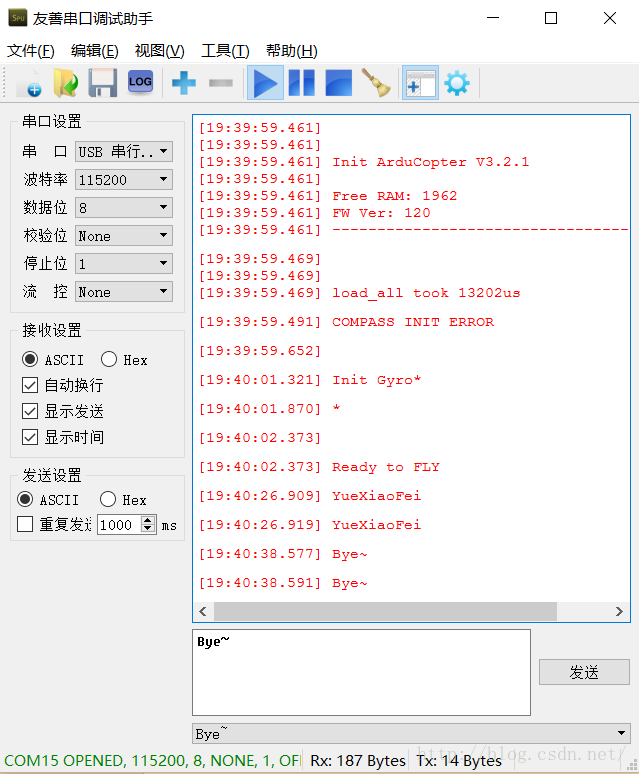 友善串口调试助手
文件(F) 编辑(E) 视图(V) 工具(T) 帮助(H)
LOG
串口设置
串 口 USB 串行..
波特率 115200
数据位 8
校验位 None
停止位 1
流 控 None
接收设置
ASCII Hex
自动换行
显示发送
显示时间
发送设置
ASCII Hex
重复发送 1000 ms
[19:39:59.461]
[19:39:59.461]
[19:39:59.461] Init ArduCopter V3.2.1
[19:39:59.461]
[19:39:59.461] Free RAM: 1962
[19:39:59.461] FW Ver: 120
[19:39:59.461] ---------------------------------
[19:39:59.469]
[19:39:59.469]
[19:39:59.469] load_all took 13202us
[19:39:59.491] COMPASS INIT ERROR
[19:39:59.652]
[19:40:01.321] Init Gyro*
[19:40:01.870] *
[19:40:02.373]
[19:40:02.373] Ready to FLY
[19:40:26.909] YueXiaoFei
[19:40:26.919] YueXiaoFei
[19:40:38.577] Bye~
[19:40:38.591] Bye~
Bye~
发送
Bye~
COM15 OPENED, 115200, 8, NONE, 1, OFF Rx: 187 Bytes Tx: 14 Bytes
http://blog.csdn.net/